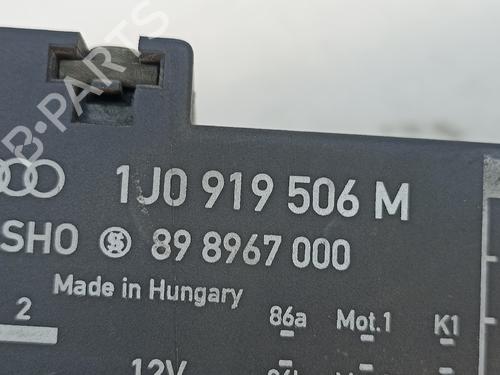 B-PARTS
1J0 919 506 M
SHO 89 8967 000
Made in Hungary
2 86a Mot.1 K1
12V